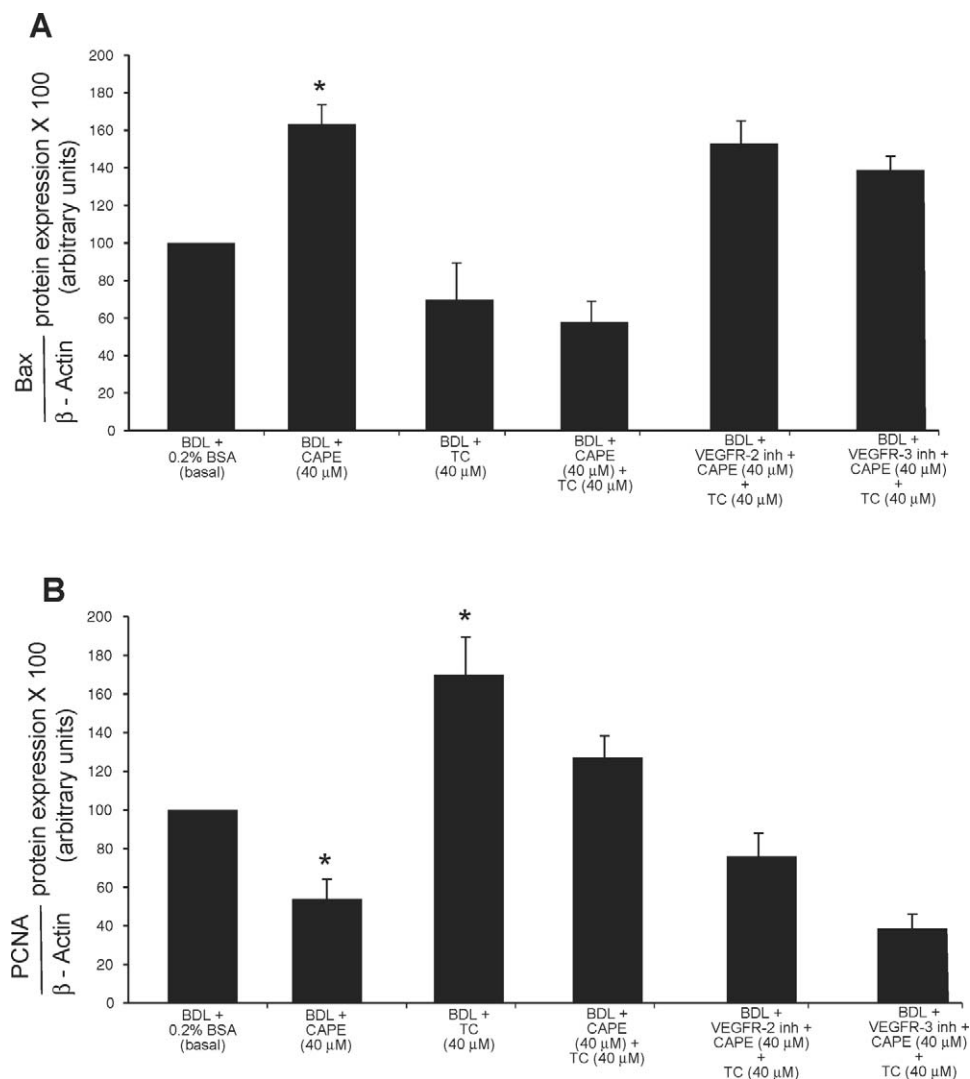 A
Bax
β - Actin
protein expression X 100
(arbitrary units)
200
180
160
140
120
100
80
60
40
20
0
*
BDL +
0.2% BSA
(basal)
BDL +
CAPE
(40 µM)
BDL +
TC
(40 µM)
BDL +
CAPE
(40 µM) +
TC (40 µM)
BDL +
VEGFR-2 inh +
CAPE (40 µM)
+
TC (40 µM)
BDL +
VEGFR-3 inh +
CAPE (40 µM)
+
TC (40 µM)
B
PCNA
β - Actin
protein expression X 100
(arbitrary units)
200
180
160
140
120
100
80
60
40
20
0
*
*
BDL +
0.2% BSA
(basal)
BDL +
CAPE
(40 µM)
BDL +
TC
(40 µM)
BDL +
CAPE
(40 µM) +
TC (40 µM)
BDL +
VEGFR-2 inh +
CAPE (40 µM)
+
TC (40 µM)
BDL +
VEGFR-3 inh +
CAPE (40 µM)
+
TC (40 µM)